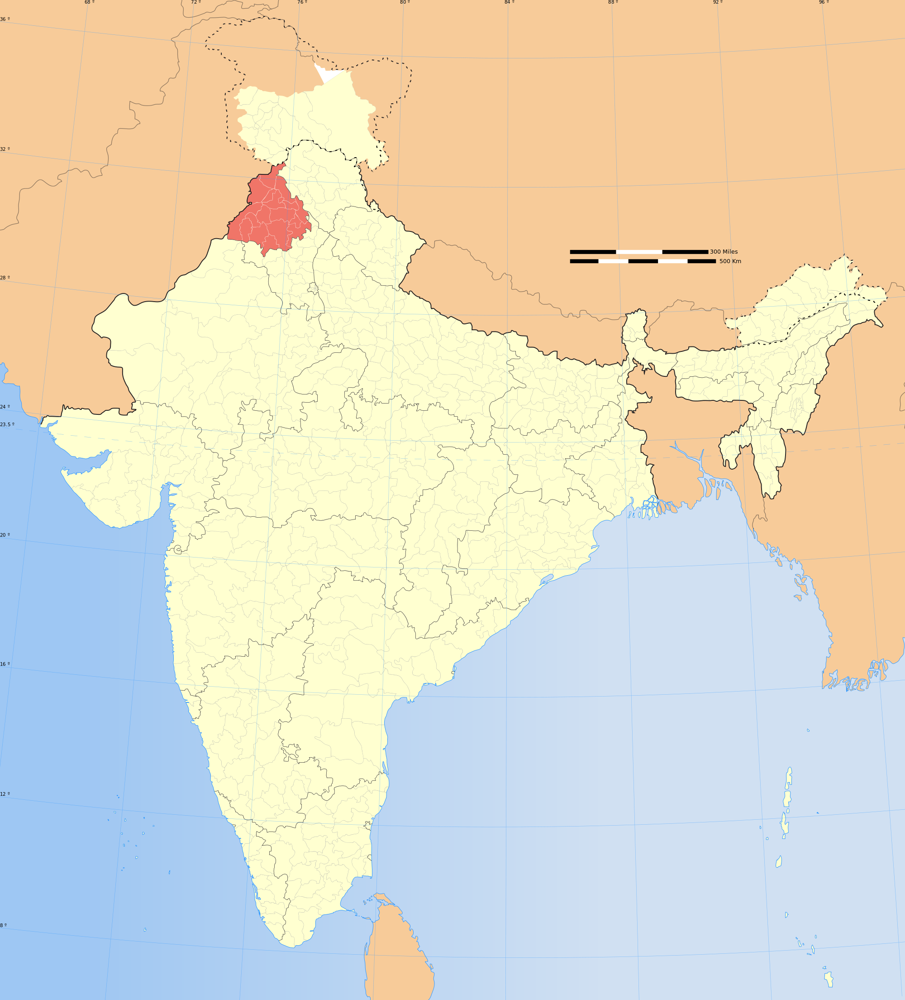 68 º
72 º
76 º
80 º
84 º
88 º
92 º
96 º
36 º
32 º
300 Miles
500 Km
28 º
24 º
23.5 º
20 º
16 º
12 º
8 º